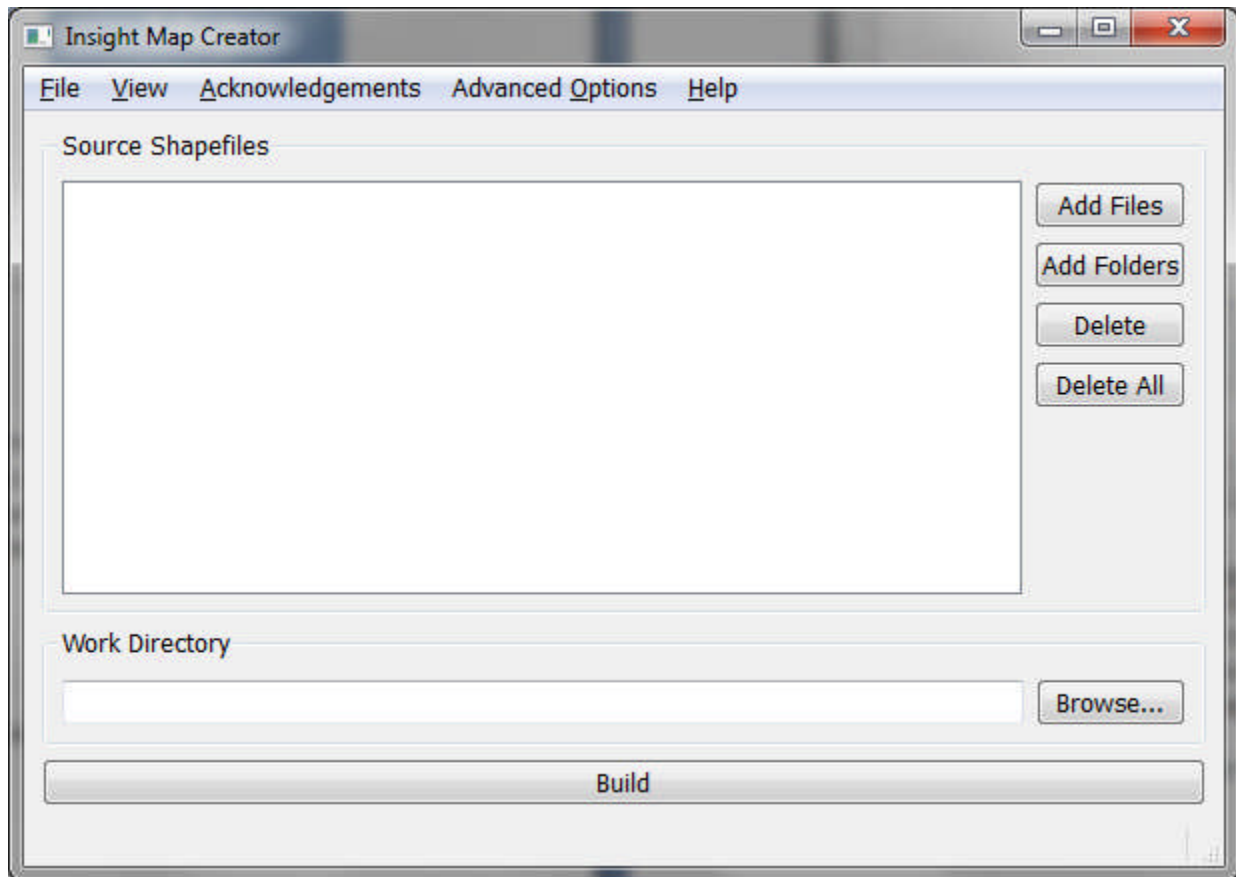 Insight Map Creator
File View Acknowledgements Advanced Options Help
Source Shapefiles
Add Files
Add Folders
Delete
Delete All
Work Directory
Browse...
Build